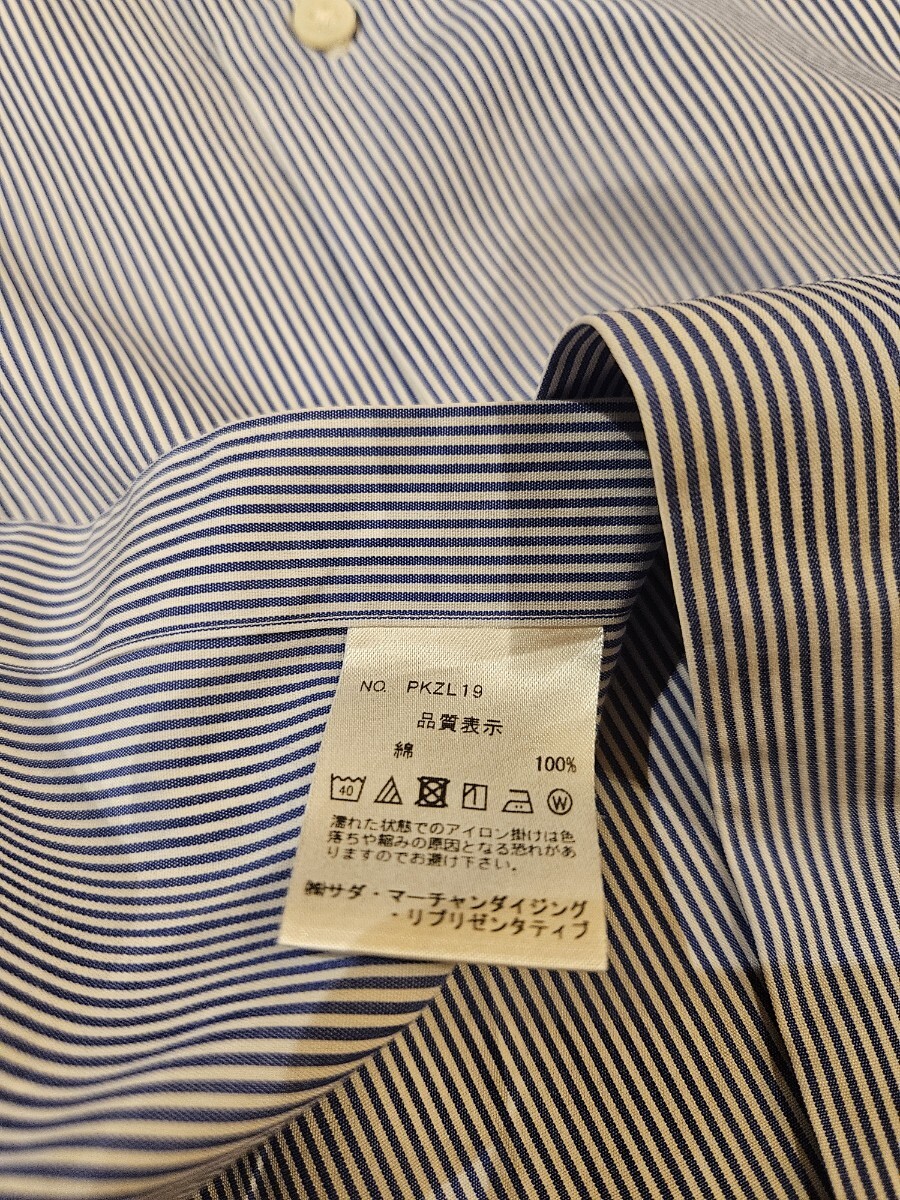 NO. PKZL19
品質表示
綿 100%
40 W
濡れた状態でのアイロン掛けは色
落ちや縮みの原因となる恐れがあ
りますのでお避け下さい。
㈱サダ・マーチャンダイジング
・リプリゼンタティブ